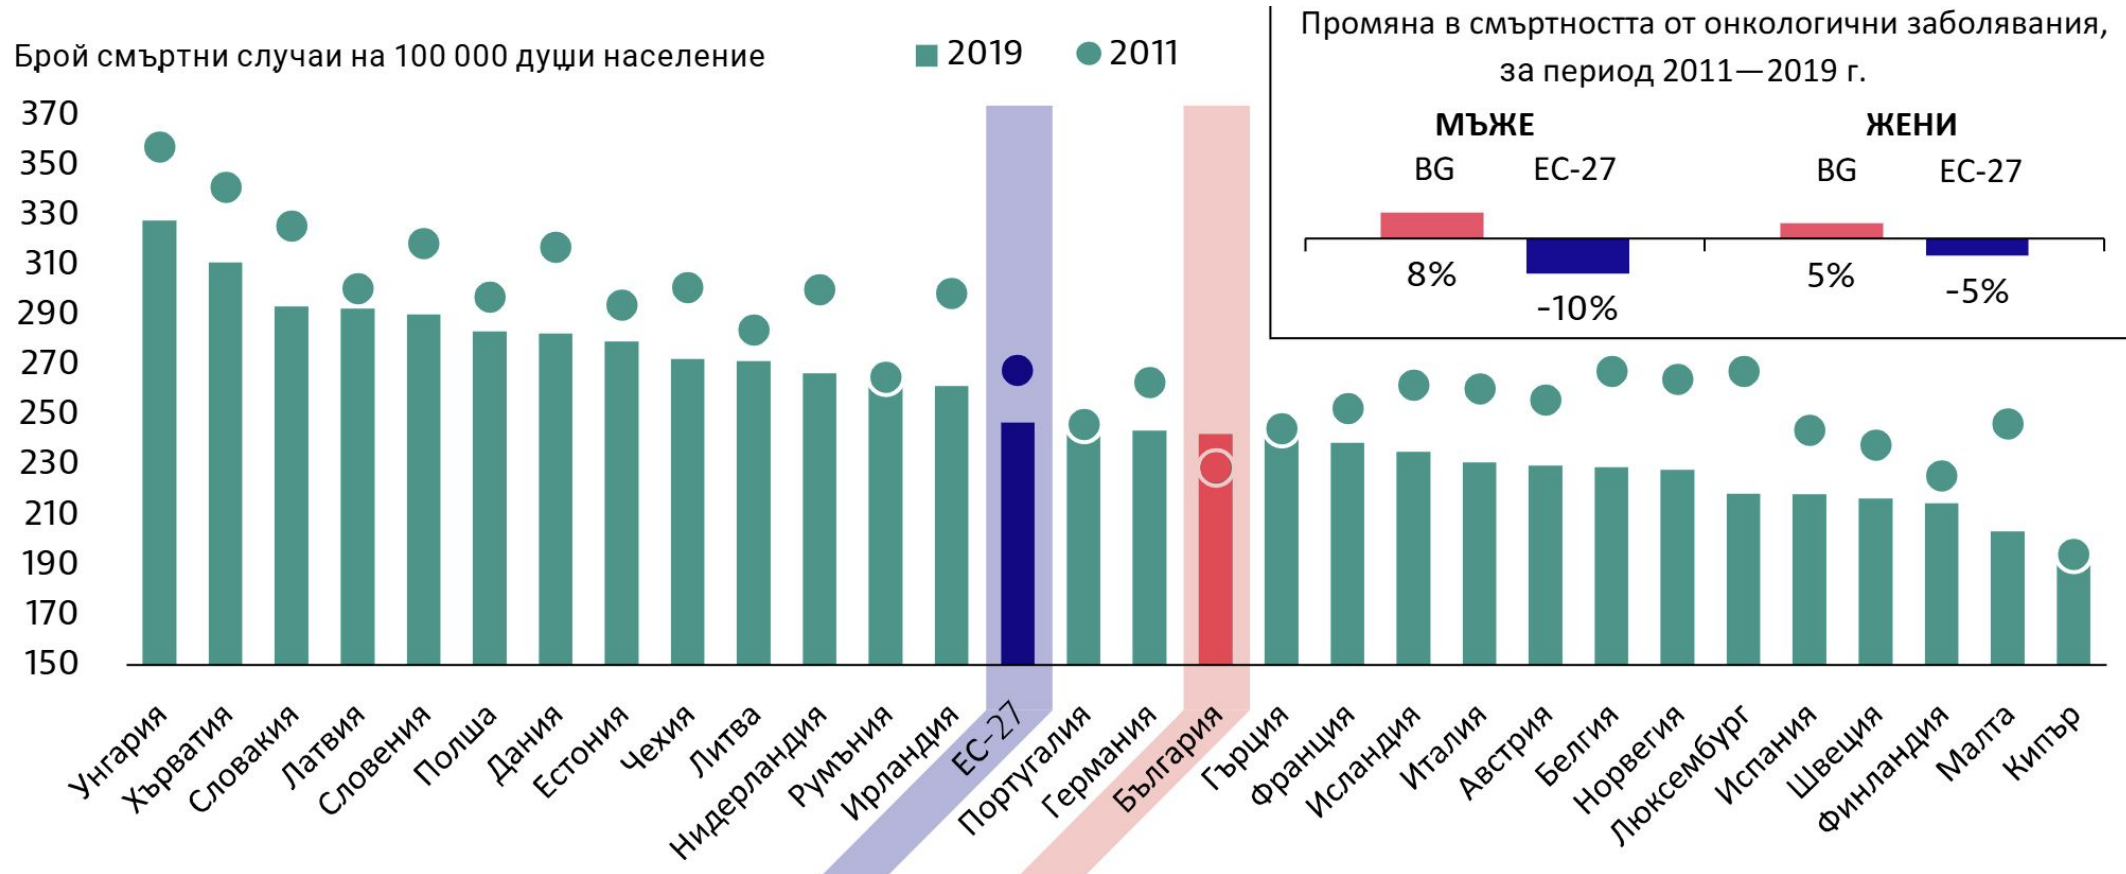 Брой смъртни случаи на 100 000 души население
2019
2011
Промяна в смъртността от онкологични заболявания,
за период 2011—2019 г.
МЪЖЕ
ЖЕНИ
BG
ЕС-27
BG
ЕС-27
8%
-10%
5%
-5%
370
350
330
310
290
270
250
230
210
190
170
150
Унгария
Хърватия
Словакия
Латвия
Словения
Полша
Дания
Естония
Чехия
Литва
Нидерландия
Румъния
Ирландия
ЕС-27
Португалия
Германия
България
Гърция
Франция
Исландия
Италия
Австрия
Белгия
Норвегия
Люксембург
Испания
Швеция
Финландия
Малта
Кипър